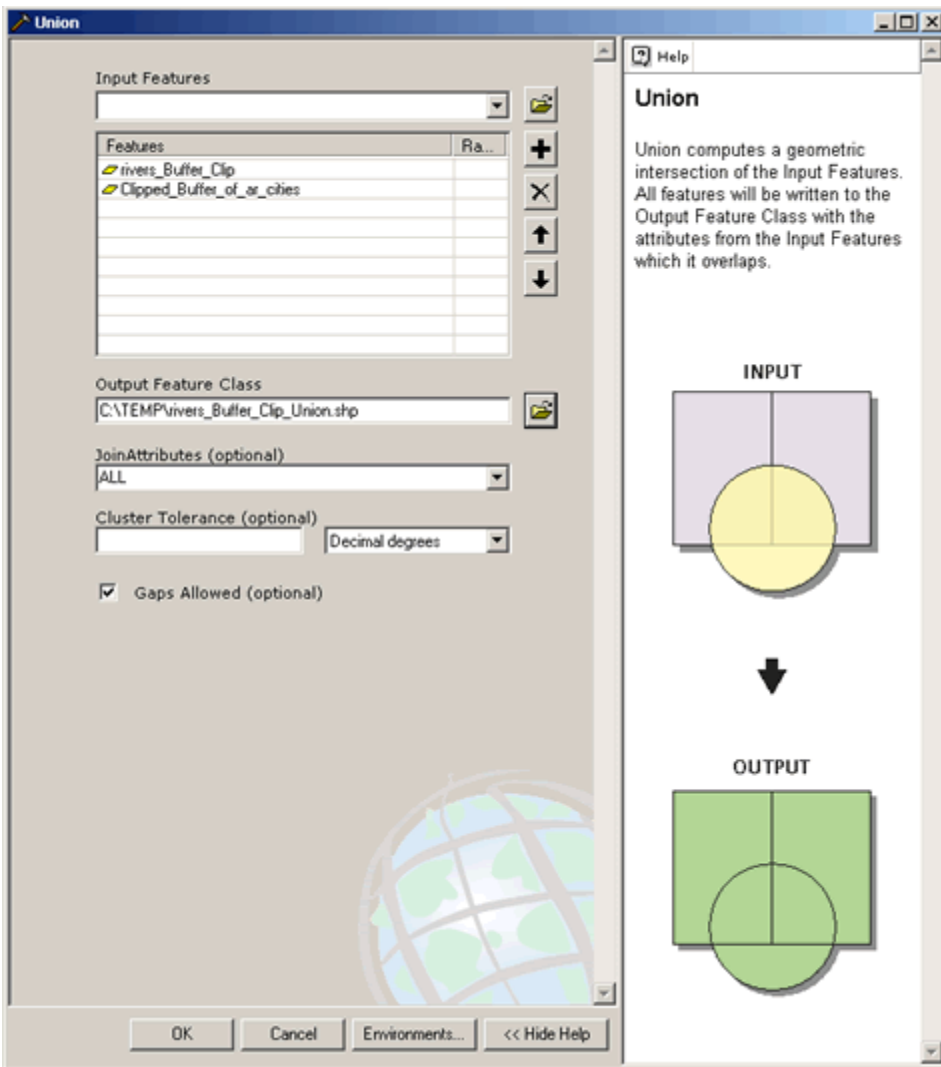 Union
Input Features
Features Ra...
rivers_Buffer_Clip
Clipped_Buffer_of_ar_cities
Output Feature Class
C:\TEMP\rivers_Buffer_Clip_Union.shp
JoinAttributes (optional)
ALL
Cluster Tolerance (optional)
Decimal degrees
Gaps Allowed (optional)
OK Cancel Environments... << Hide Help
Help
Union
Union computes a geometric
intersection of the Input Features.
All features will be written to the
Output Feature Class with the
attributes from the Input Features
which it overlaps.
INPUT
OUTPUT